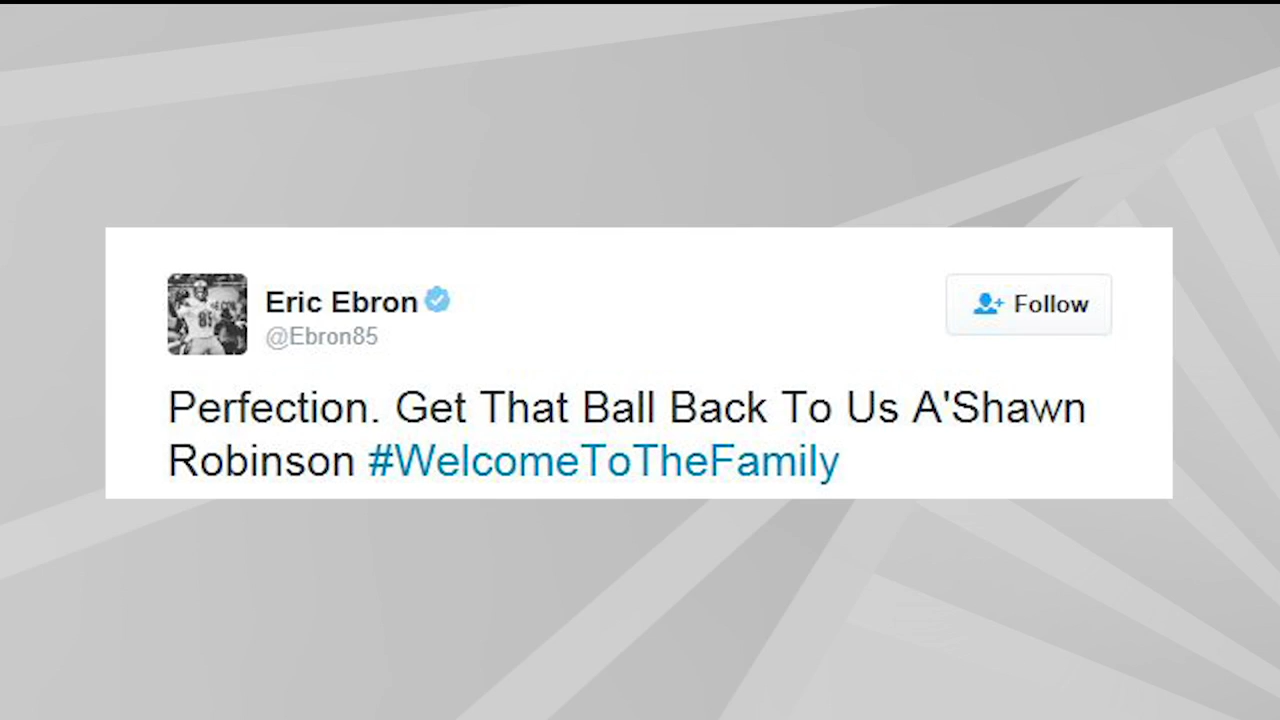 Eric Ebron
@Ebron85
Follow
Perfection. Get That Ball Back To Us A'Shawn
Robinson #WelcomeToTheFamily